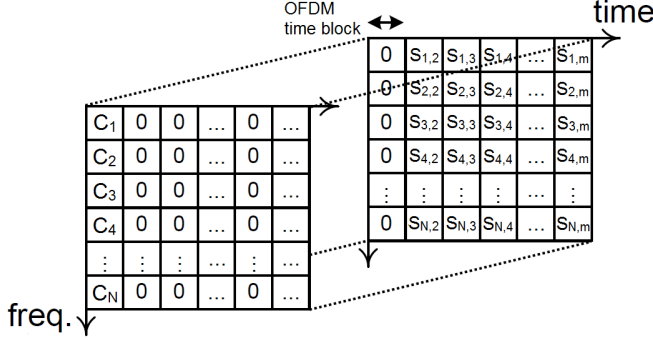 OFDM
time block
time
0 S1,2 S1,3 S1,4 ... S1,m
0 S2,2 S2,3 S2,4 ... S2,m
0 S3,2 S3,3 S3,4 ... S3,m
0 S4,2 S4,3 S4,4 ... S4,m
⋮ ⋮ ⋮ ⋮ ⋮
0 SN,2 SN,3 SN,4 ... SN,m
C1 0 0 ... 0 ...
C2 0 0 ... 0 ...
C3 0 0 ... 0 ...
C4 0 0 ... 0 ...
⋮ ⋮ ⋮ ⋮ ...
CN 0 0 ... 0 ...
freq.